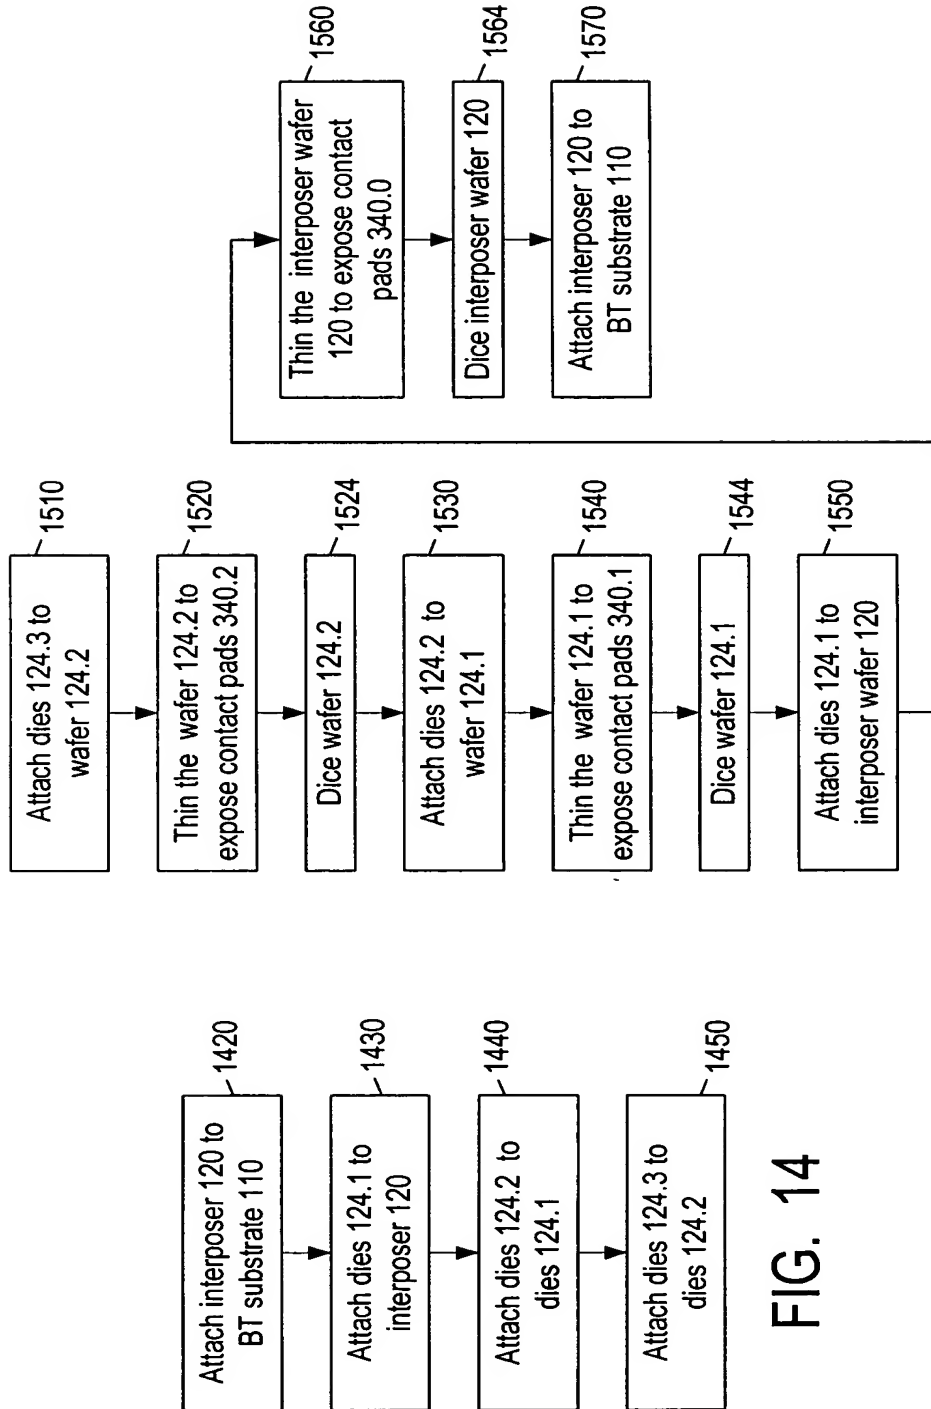 1420
Attach interposer 120 to
BT substrate 110
1430
Attach dies 124.1 to
interposer 120
1440
Attach dies 124.2 to
dies 124.1
1450
Attach dies 124.3 to
dies 124.2
FIG. 14
1510
Attach dies 124.3 to
wafer 124.2
1520
Thin the wafer 124.2 to
expose contact pads 340.2
1524
Dice wafer 124.2
1530
Attach dies 124.2 to
wafer 124.1
1540
Thin the wafer 124.1 to
expose contact pads 340.1
1544
Dice wafer 124.1
1550
Attach dies 124.1 to
interposer wafer 120
1560
Thin the interposer wafer
120 to expose contact
pads 340.0
1564
Dice interposer wafer 120
1570
Attach interposer 120 to
BT substrate 110